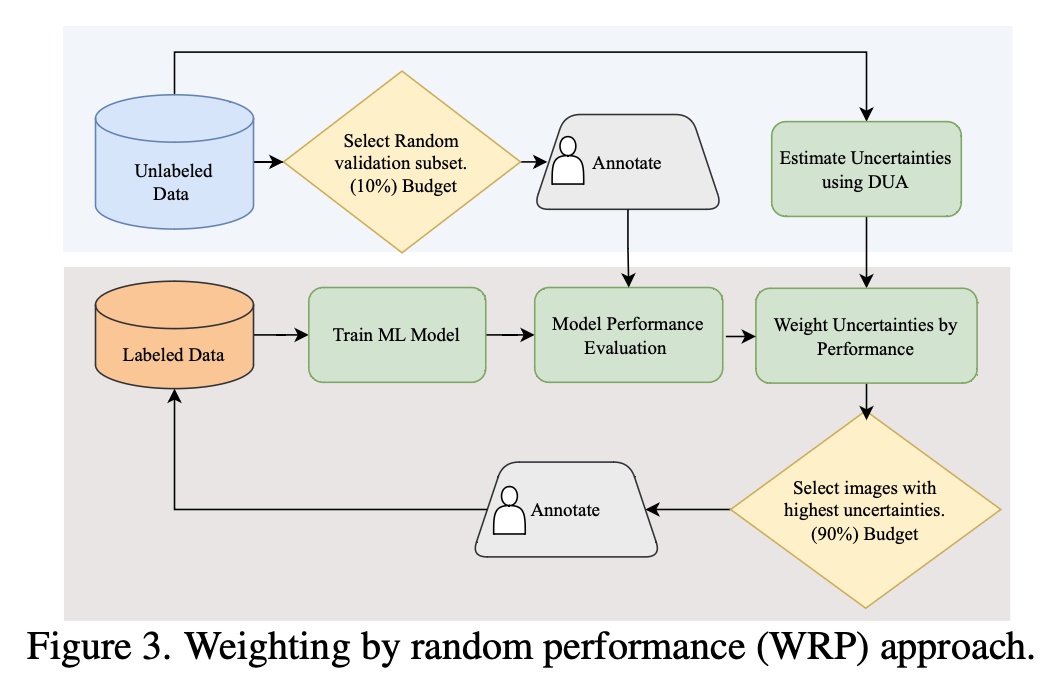 Unlabeled
Data
Select Random
validation subset.
(10%) Budget
Annotate
Estimate Uncertainties
using DUA
Labeled Data
Train ML Model
Model Performance
Evaluation
Weight Uncertainties by
Performance
Annotate
Select images with
highest uncertainties.
(90%) Budget
Figure 3. Weighting by random performance (WRP) approach.